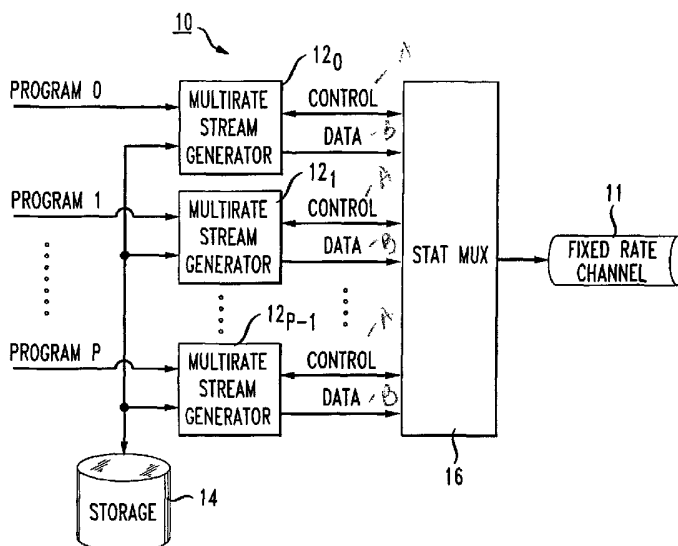 10
PROGRAM 0
12₀
MULTIRATE
STREAM
GENERATOR
CONTROL A
DATA B
PROGRAM 1
12₁
MULTIRATE
STREAM
GENERATOR
CONTROL A
DATA B
PROGRAM P
12P-1
MULTIRATE
STREAM
GENERATOR
CONTROL A
DATA B
STAT MUX
16
11
FIXED RATE
CHANNEL
STORAGE
14